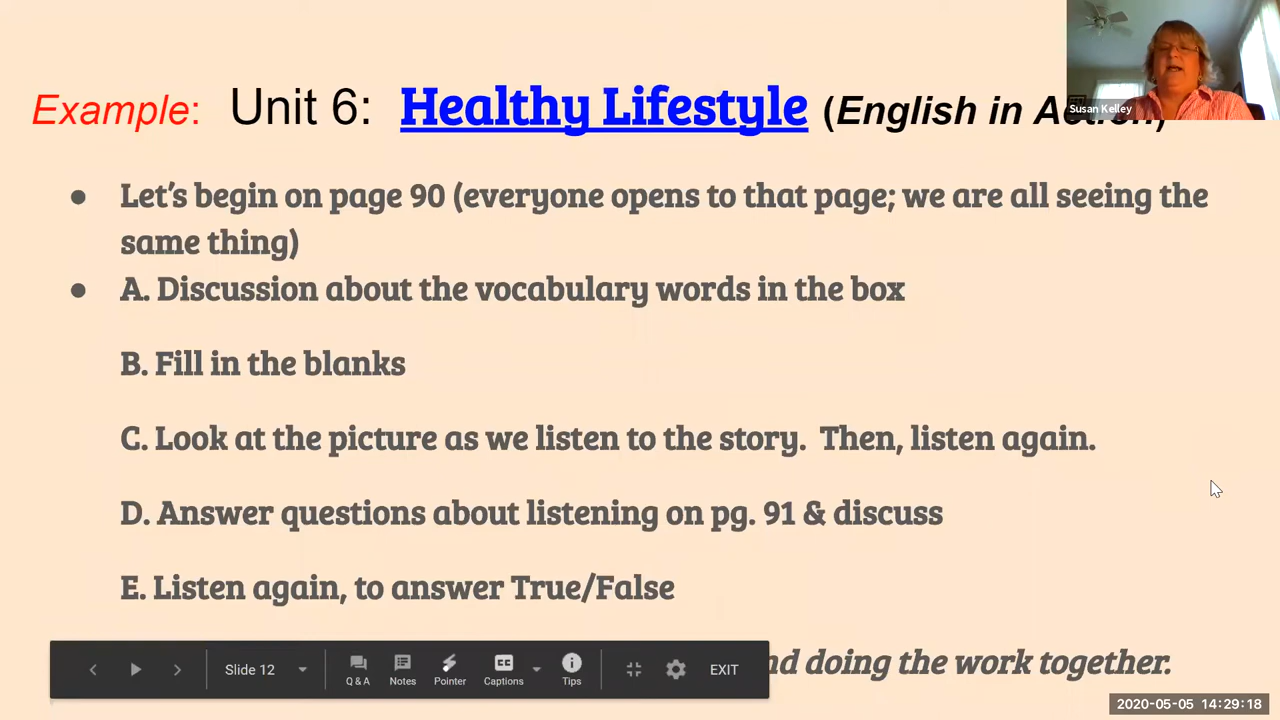 Example: Unit 6: Healthy Lifestyle (English in Action)
Susan Kelley
● Let's begin on page 90 (everyone opens to that page; we are all seeing the
same thing)
● A. Discussion about the vocabulary words in the box
B. Fill in the blanks
C. Look at the picture as we listen to the story. Then, listen again.
D. Answer questions about listening on pg. 91 & discuss
E. Listen again, to answer True/False
doing the work together.
Slide 12
Q & A
Notes
Pointer
CC
Captions
Tips
EXIT
2020-05-05 14:29:18